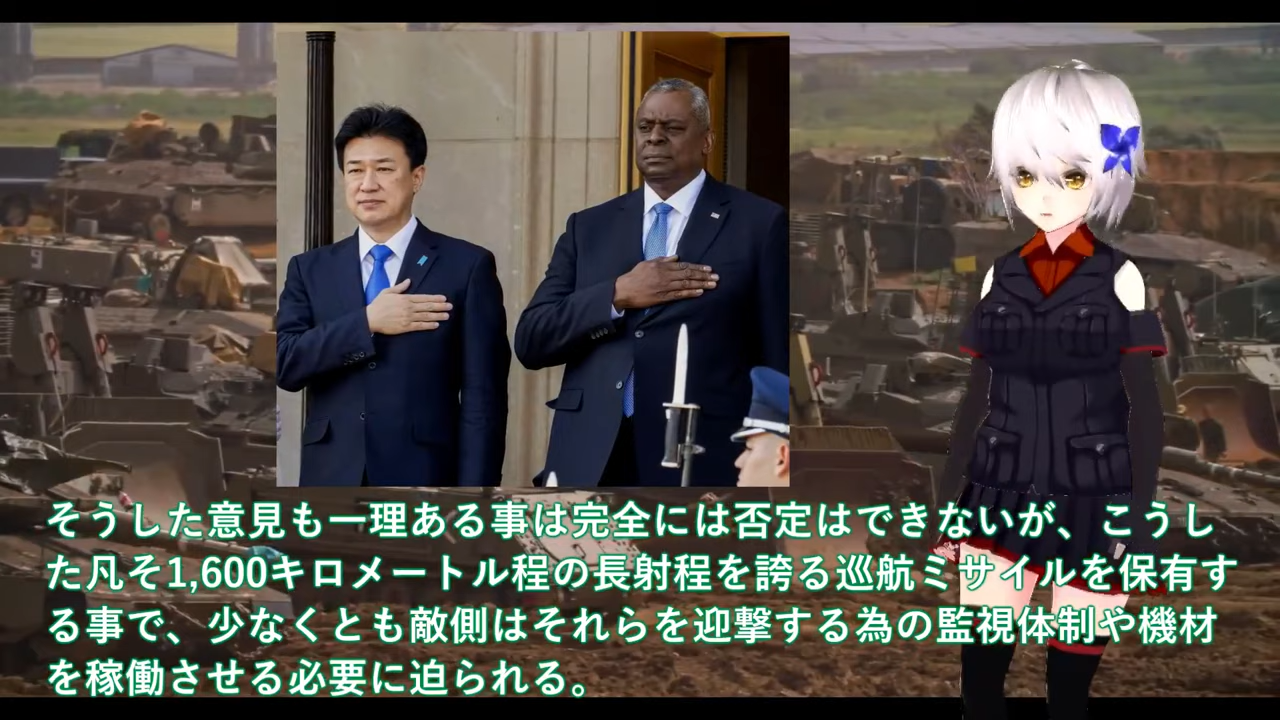 そうした意見も一理ある事は完全には否定はできないが、こうし
た凡そ1,600キロメートル程の長射程を誇る巡航ミサイルを保有す
る事で、少なくとも敵側はそれらを迎撃する為の監視体制や機材
を稼働させる必要に迫られる。